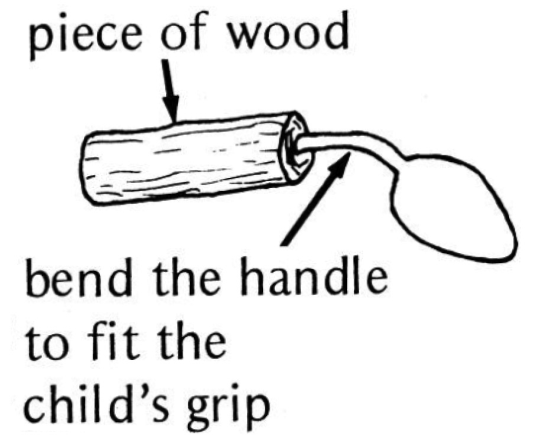 piece of wood
bend the handle
to fit the
child's grip